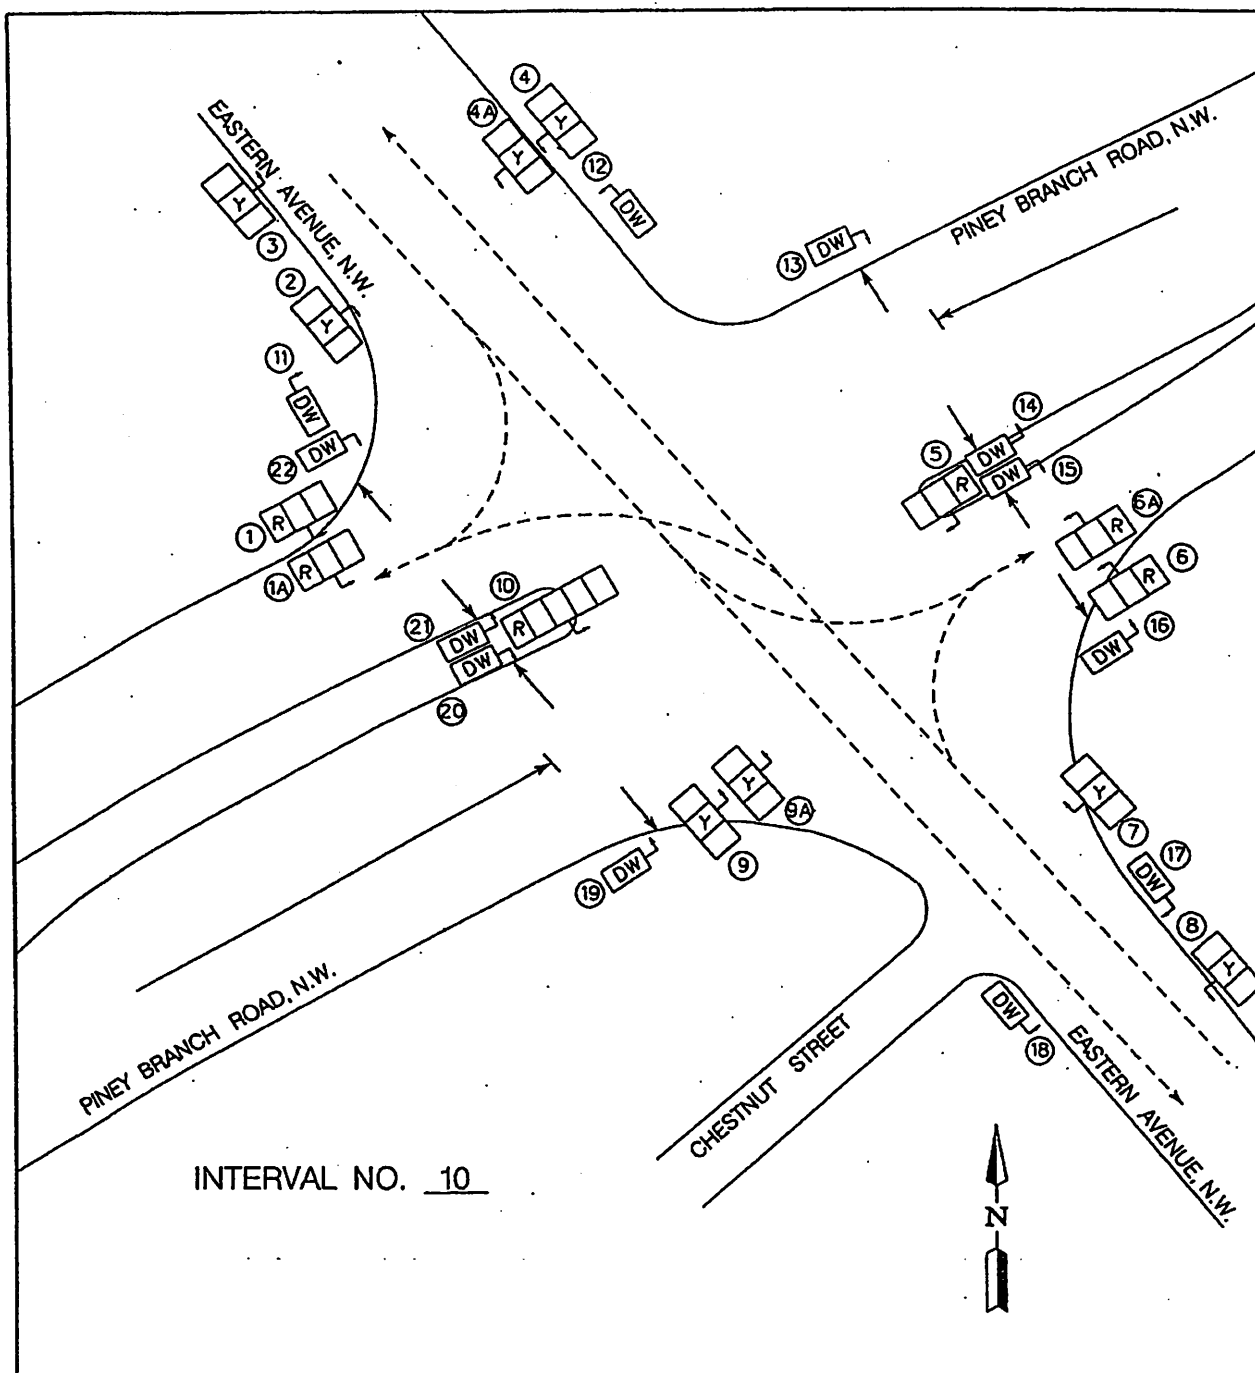 4
4A
Y
Y
12
DW
EASTERN AVENUE, N.W.
Y
3
2
Y
PINEY BRANCH ROAD, N.W.
13
DW
11
DW
22
DW
1
R
1A
R
14
DW
5
R
DW
15
6A
R
R
6
16
DW
10
R
21
DW
DW
20
9A
Y
Y
9
19
DW
Y
7
17
DW
8
Y
PINEY BRANCH ROAD, N.W.
CHESTNUT STREET
DW
18
EASTERN AVENUE, N.W.
INTERVAL NO. 10
N